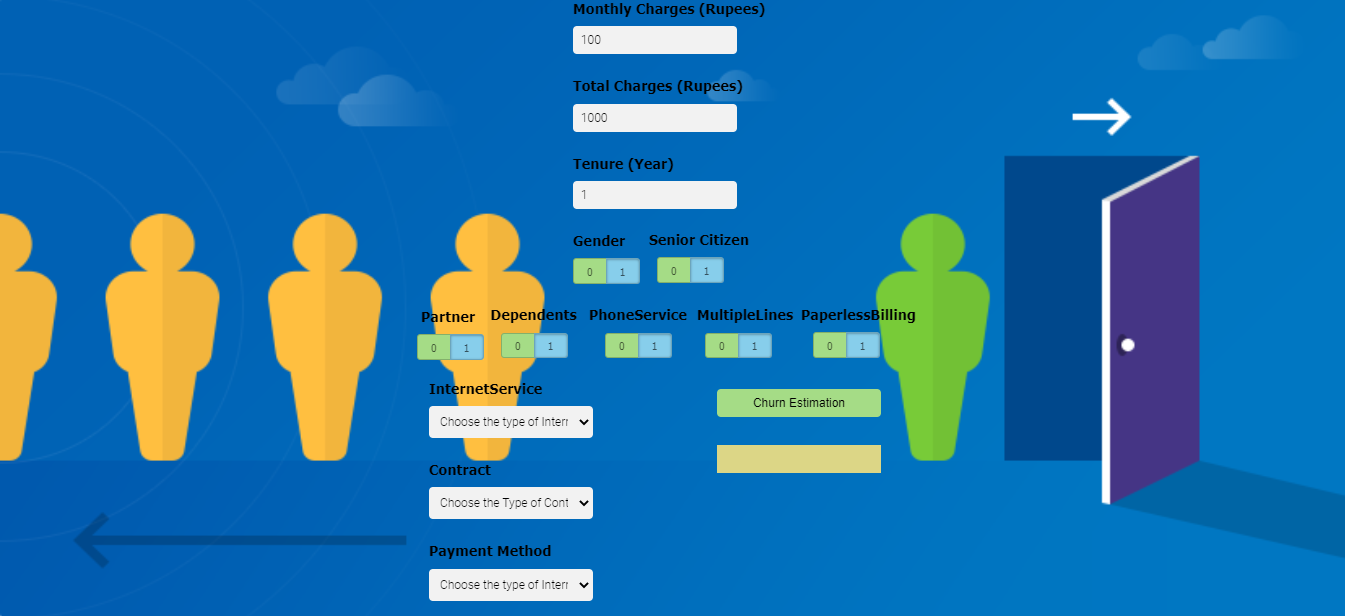 Monthly Charges (Rupees)
100
Total Charges (Rupees)
1000
Tenure (Year)
1
Gender Senior Citizen
0 1 0 1
Partner Dependents PhoneService MultipleLines PaperlessBilling
0 1 0 1 0 1 0 1 0 1
InternetService
Choose the type of Interr
Churn Estimation
Contract
Choose the Type of Cont
Payment Method
Choose the type of Interr